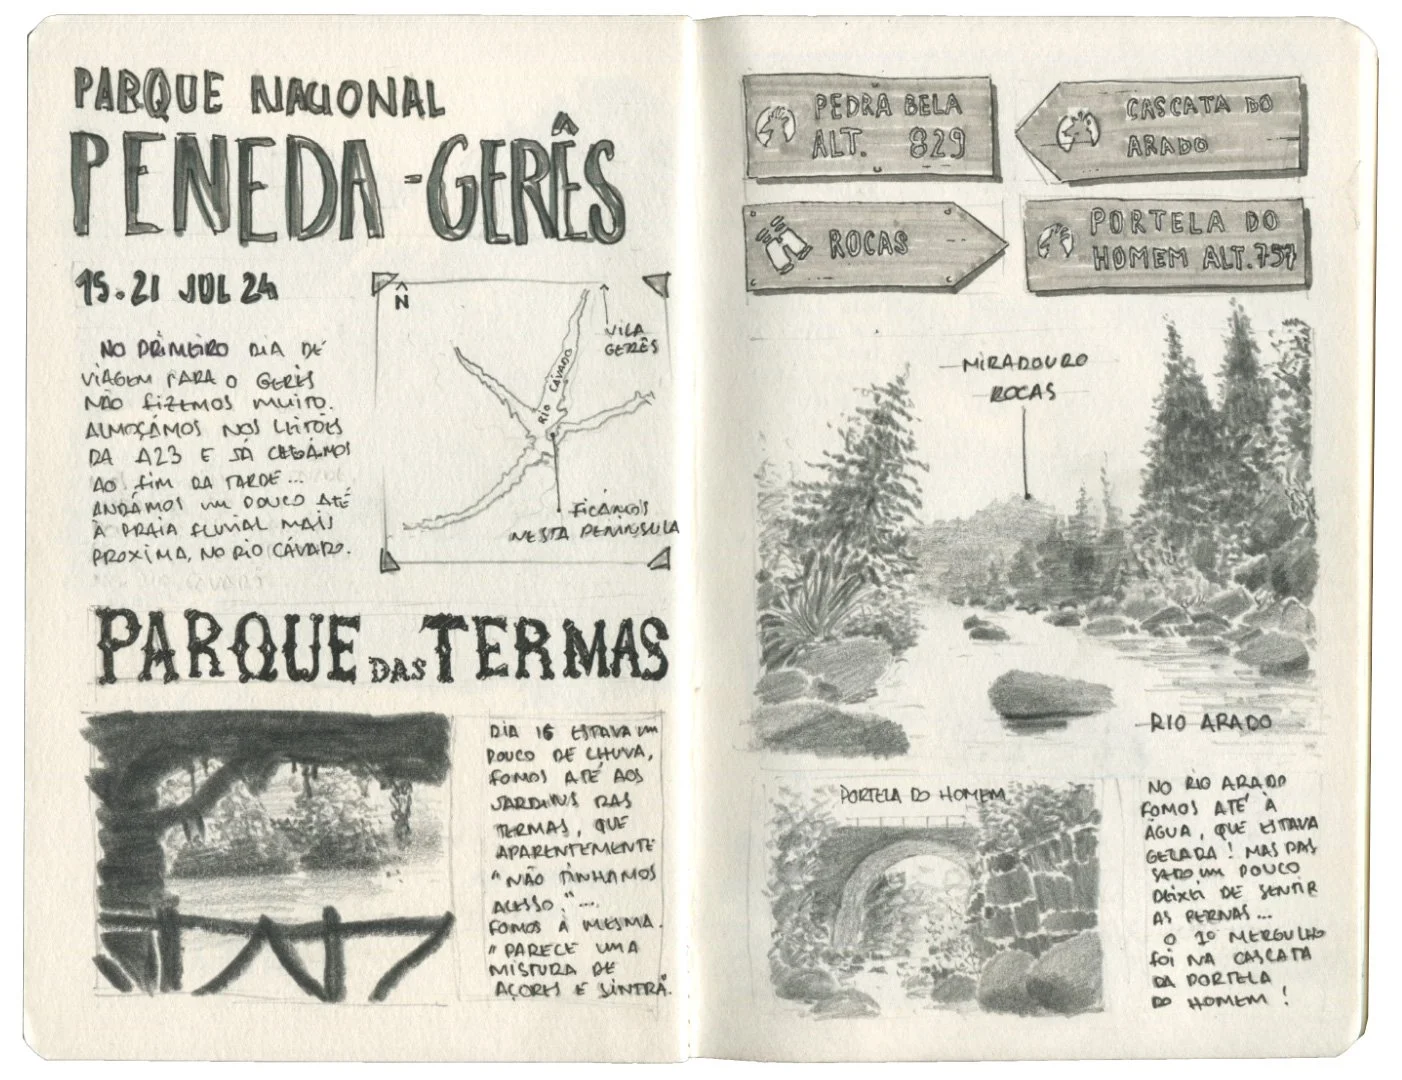 PARQUE NACIONAL
PENEDA-GERÊS
15.21 JUL 24
NO PRIMEIRO DIA DE
VIAGEM PARA O GERÊS
NÃO FIZEMOS MUITO.
ALMOÇÁMOS NOS LEITÕES
DA A23 E SÓ CHEGÁMOS
AO FIM DA TARDE...
ANDÁMOS UM POUCO ATÉ
À PRAIA FLUVIAL MAIS
PROXIMA, NO RIO CÁVADO.
N
VILA
GERÊS
RIO CÁVADO
FICÁMOS
NESTA PENINSULA
PARQUE DAS TERMAS
DIA 16 ESTAVA UM
POUCO DE CHUVA,
FOMOS ATÉ AOS
JARDINS DAS
TERMAS, QUE
APARENTEMENTE
"NÃO TINHAMOS
ACESSO."...
FOMOS À MESMA.
"PARECE UMA
MISTURA DE
AÇORES E SINTRA.
PEDRA BELA
ALT. 829
CASCATA DO
ARADO
ROCAS
PORTELA DO
HOMEM ALT.757
MIRADOURO
ROCAS
RIO ARADO
PORTELA DO HOMEM
NO RIO ARADO
FOMOS ATÉ À
ÁGUA, QUE ESTAVA
GELADA! MAS PAS
SADO UM POUCO
DEIXEI DE SENTIR
AS PERNAS...
O 1º MERGULHO
FOI NA CASCATA
DA PORTELA
DO HOMEM!